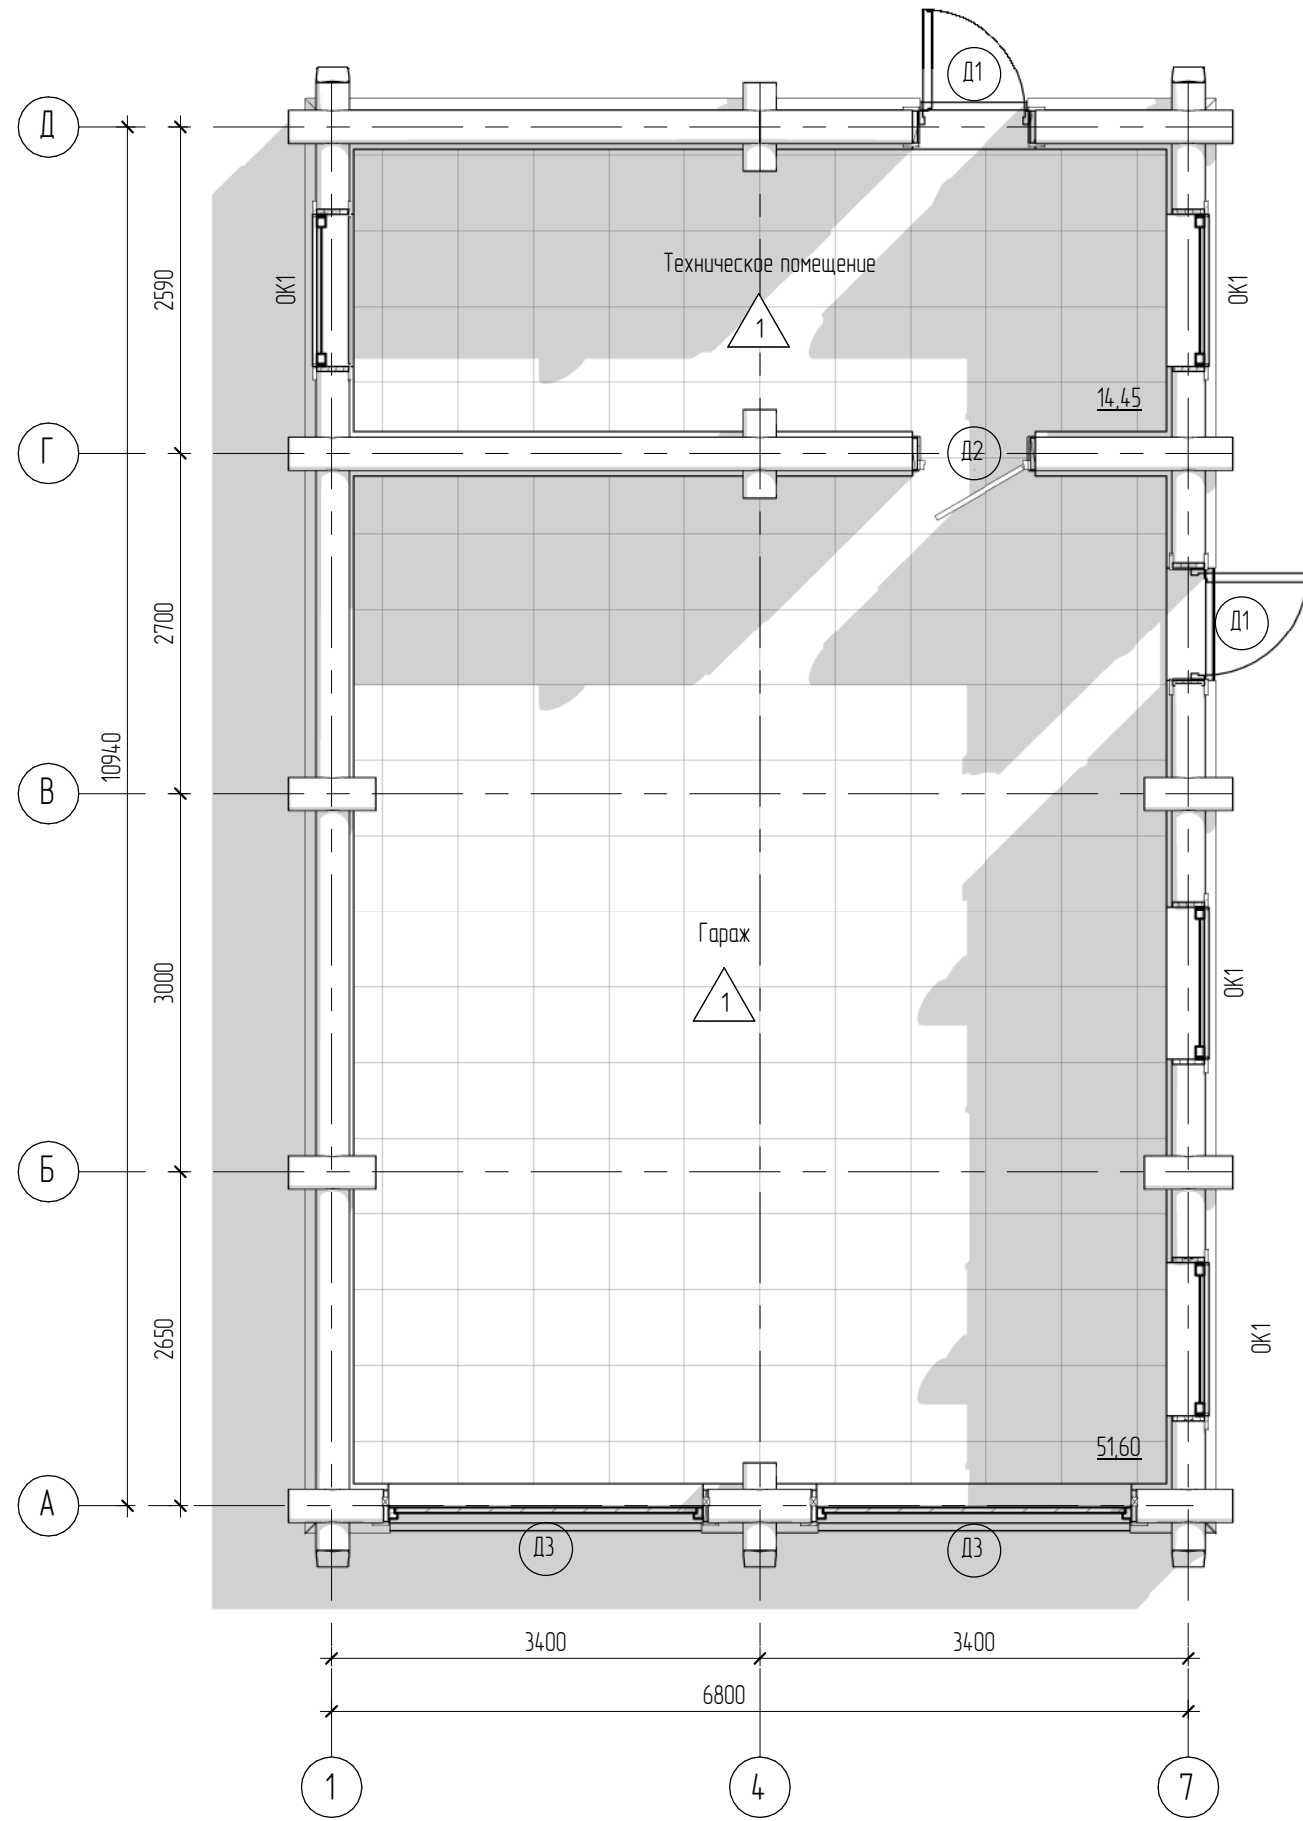 Д1
Д
2590
ОК1
Техническое помещение
1
ОК1
14,45
Г
Д2
2700
Д1
10940
В
Гараж
1
3000
ОК1
Б
2650
ОК1
51,60
А
Д3
Д3
3400
3400
6800
1
4
7